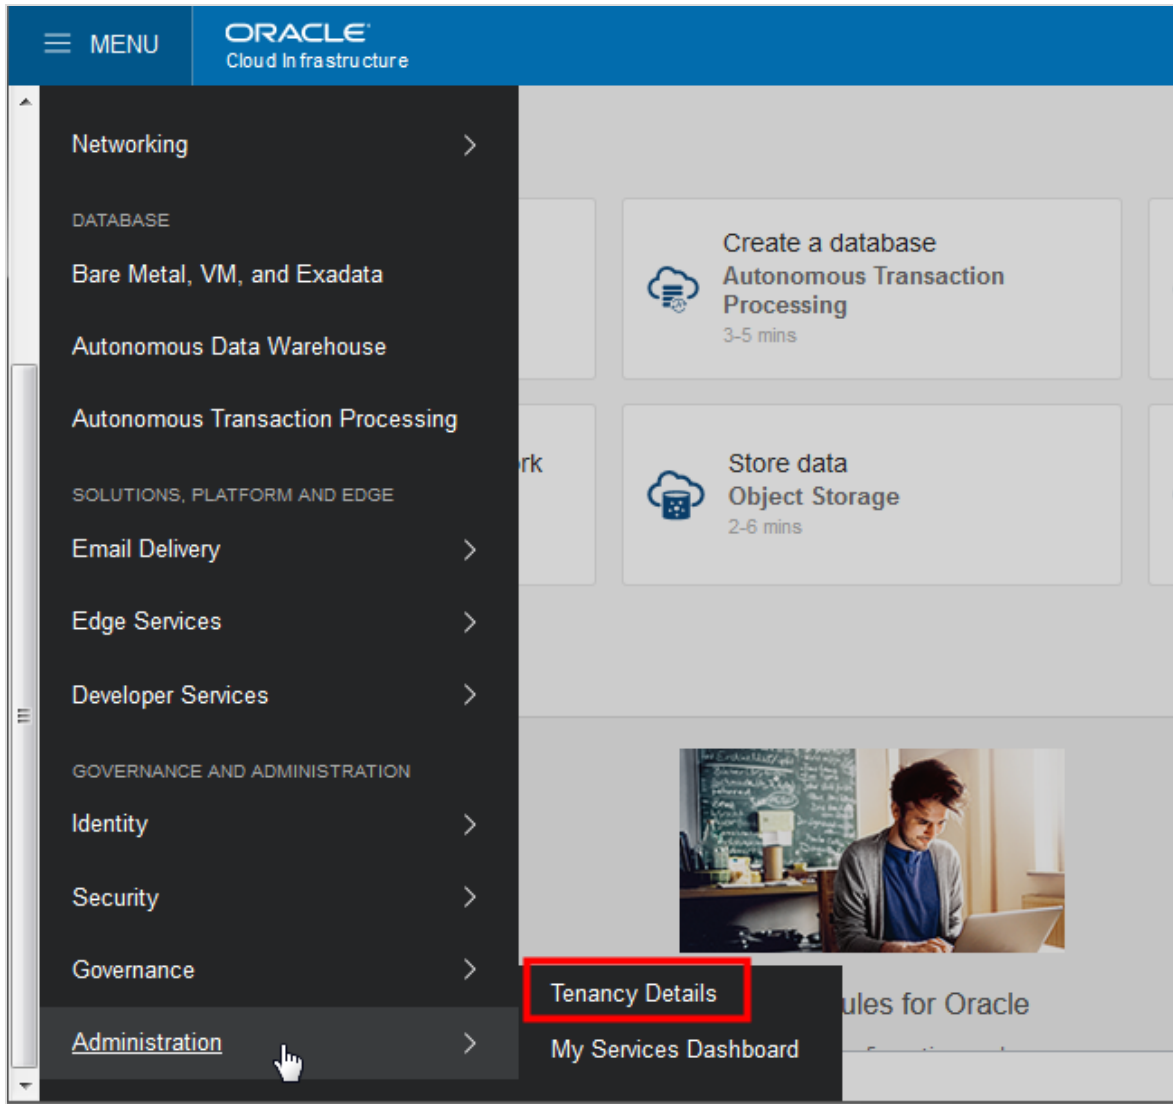 MENU
ORACLE
Cloud Infrastructure
Networking
DATABASE
Bare Metal, VM, and Exadata
Autonomous Data Warehouse
Autonomous Transaction Processing
SOLUTIONS, PLATFORM AND EDGE
Email Delivery
Edge Services
Developer Services
GOVERNANCE AND ADMINISTRATION
Identity
Security
Governance
Administration
Tenancy Details
My Services Dashboard
Create a database
Autonomous Transaction
Processing
3-5 mins
rk
Store data
Object Storage
2-6 mins
ules for Oracle